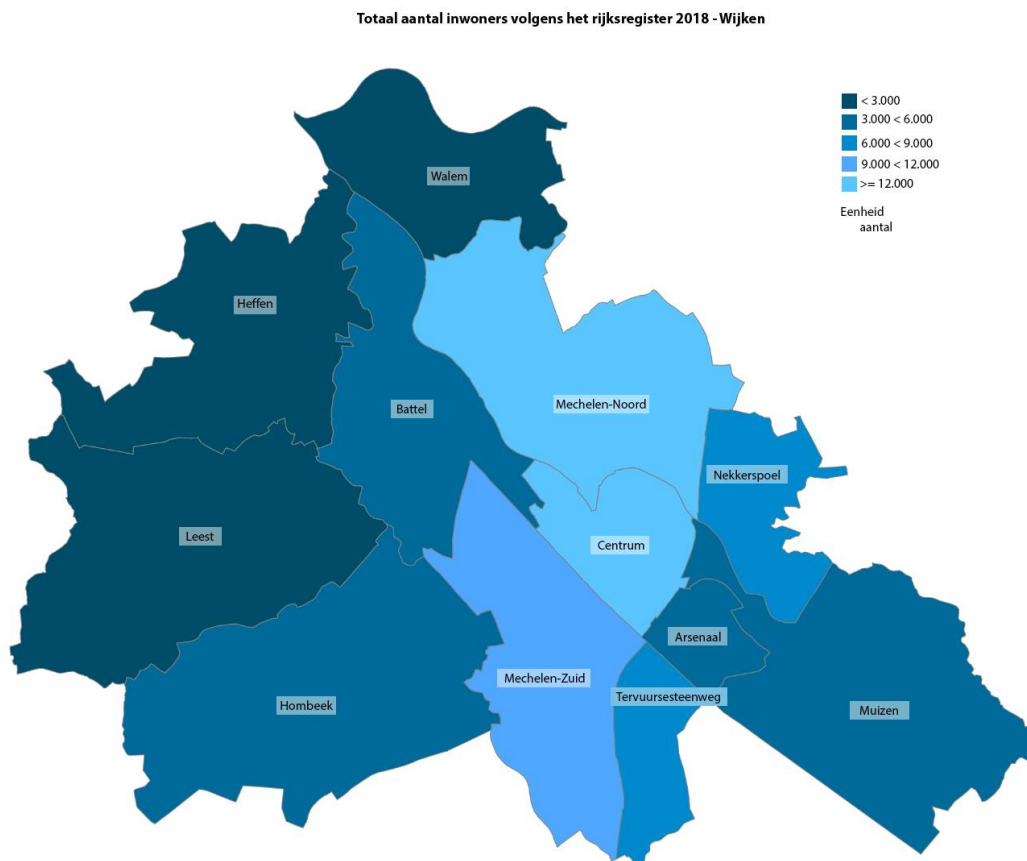 Totaal aantal inwoners volgens het rijksregister 2018 - Wijken
< 3.000
3.000 < 6.000
6.000 < 9.000
9.000 < 12.000
>= 12.000
Eenheid
aantal
Walem
Heffen
Battel
Mechelen-Noord
Nekkerspoel
Leest
Centrum
Arsenaal
Mechelen-Zuid
Tervuursesteenweg
Hombeek
Muizen